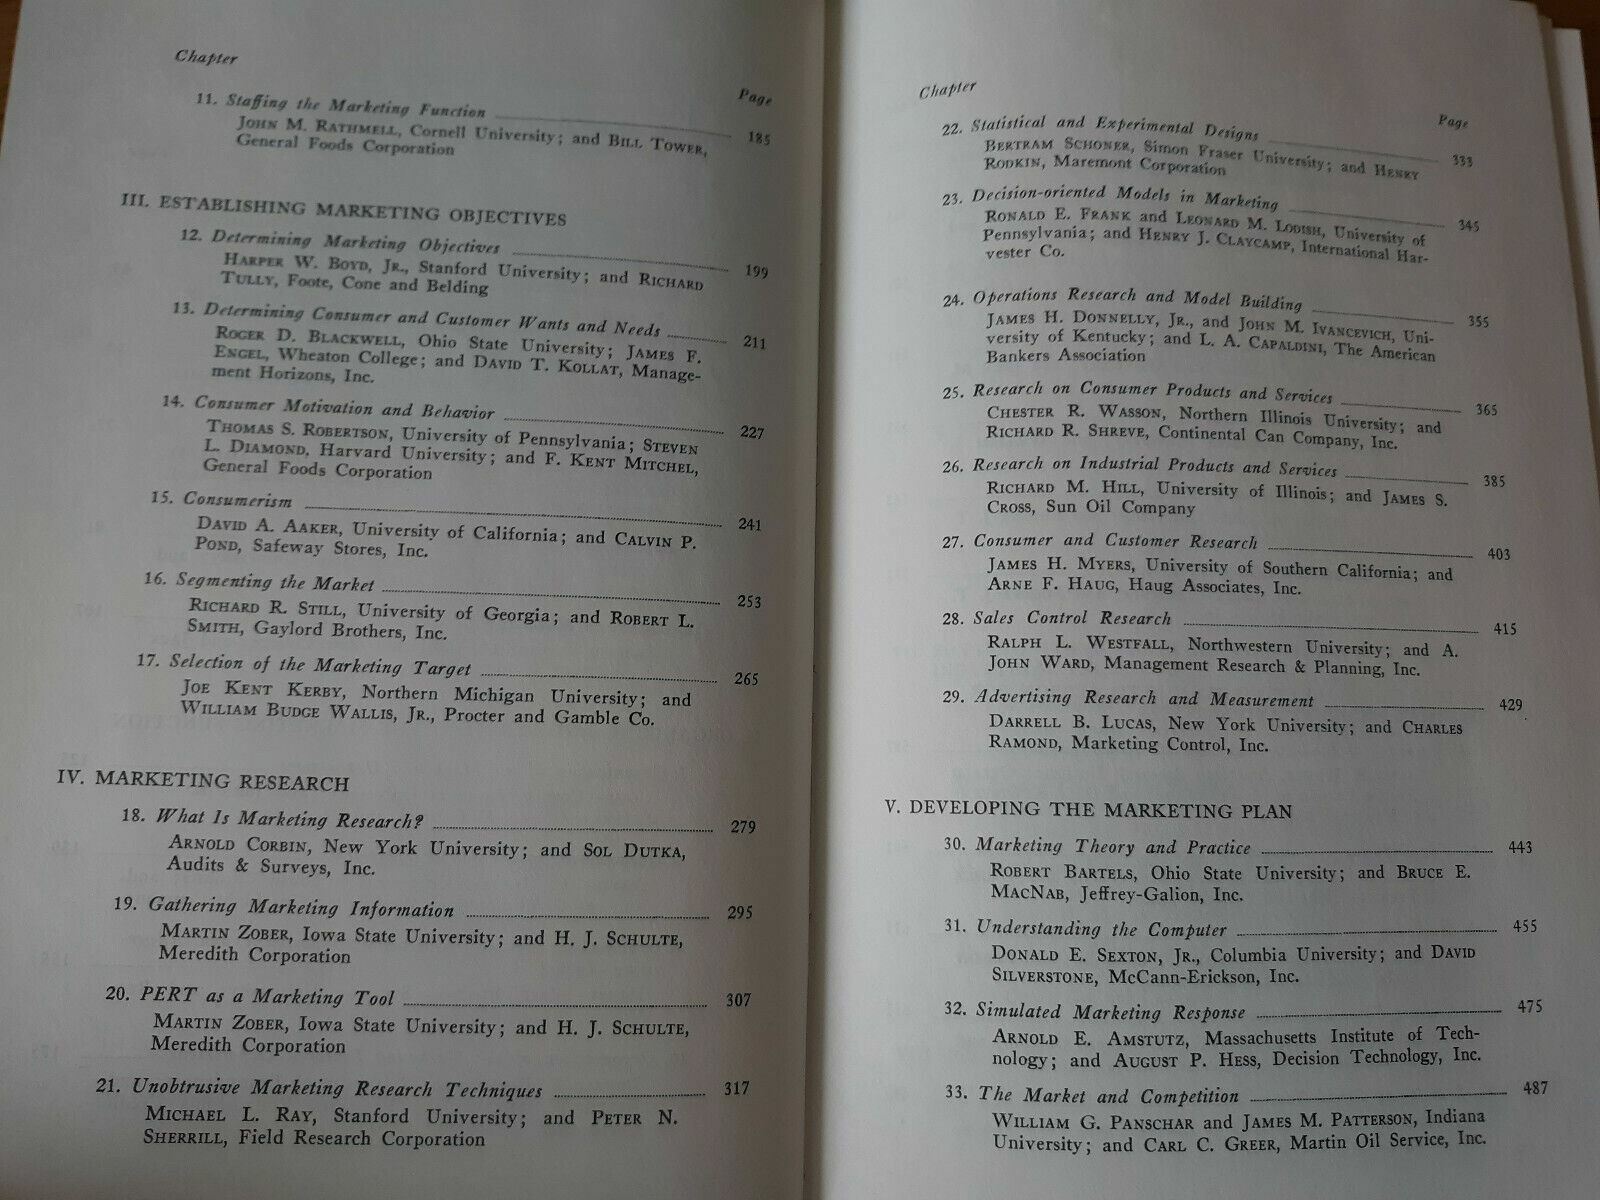 Chapter
Page
11. Staffing the Marketing Function 185
JOHN M. RATHMELL, Cornell University; and BILL TOWER,
General Foods Corporation
III. ESTABLISHING MARKETING OBJECTIVES
12. Determining Marketing Objectives 199
HARPER W. BOYD, JR., Stanford University; and RICHARD
TULLY, Foote, Cone and Belding
13. Determining Consumer and Customer Wants and Needs 211
ROGER D. BLACKWELL, Ohio State University; JAMES F.
ENGEL, Wheaton College; and DAVID T. KOLLAT, Manage-
ment Horizons, Inc.
14. Consumer Motivation and Behavior 227
THOMAS S. ROBERTSON, University of Pennsylvania; STEVEN
L. DIAMOND, Harvard University; and F. KENT MITCHEL,
General Foods Corporation
15. Consumerism 241
DAVID A. AAKER, University of California; and CALVIN P.
POND, Safeway Stores, Inc.
16. Segmenting the Market 253
RICHARD R. STILL, University of Georgia; and ROBERT L.
SMITH, Gaylord Brothers, Inc.
17. Selection of the Marketing Target 265
JOE KENT KERBY, Northern Michigan University; and
WILLIAM BUDGE WALLIS, JR., Procter and Gamble Co.
IV. MARKETING RESEARCH
18. What Is Marketing Research? 279
ARNOLD CORBIN, New York University; and SOL DUTKA,
Audits & Surveys, Inc.
19. Gathering Marketing Information 295
MARTIN ZOBER, Iowa State University; and H. J. SCHULTE,
Meredith Corporation
20. PERT as a Marketing Tool 307
MARTIN ZOBER, Iowa State University; and H. J. SCHULTE,
Meredith Corporation
21. Unobtrusive Marketing Research Techniques 317
MICHAEL L. RAY, Stanford University; and PETER N.
SHERRILL, Field Research Corporation
Chapter
Page
22. Statistical and Experimental Designs 333
BERTRAM SCHONER, Simon Fraser University; and HENRY
RODKIN, Maremont Corporation
23. Decision-oriented Models in Marketing 345
RONALD E. FRANK and LEONARD M. LODISH, University of
Pennsylvania; and HENRY J. CLAYCAMP, International Har-
vester Co.
24. Operations Research and Model Building 355
JAMES H. DONNELLY, JR., and JOHN M. IVANCEVICH, Uni-
versity of Kentucky; and L. A. CAPALDINI, The American
Bankers Association
25. Research on Consumer Products and Services 365
CHESTER R. WASSON, Northern Illinois University; and
RICHARD R. SHREVE, Continental Can Company, Inc.
26. Research on Industrial Products and Services 385
RICHARD M. HILL, University of Illinois; and JAMES S.
CROSS, Sun Oil Company
27. Consumer and Customer Research 403
JAMES H. MYERS, University of Southern California; and
ARNE F. HAUG, Haug Associates, Inc.
28. Sales Control Research 415
RALPH L. WESTFALL, Northwestern University; and A.
JOHN WARD, Management Research & Planning, Inc.
29. Advertising Research and Measurement 429
DARRELL B. LUCAS, New York University; and CHARLES
RAMOND, Marketing Control, Inc.
V. DEVELOPING THE MARKETING PLAN
30. Marketing Theory and Practice 443
ROBERT BARTELS, Ohio State University; and BRUCE E.
MACNAB, Jeffrey-Galion, Inc.
31. Understanding the Computer 455
DONALD E. SEXTON, JR., Columbia University; and DAVID
SILVERSTONE, McCann-Erickson, Inc.
32. Simulated Marketing Response 475
ARNOLD E. AMSTUTZ, Massachusetts Institute of Tech-
nology; and AUGUST P. HESS, Decision Technology, Inc.
33. The Market and Competition 487
WILLIAM G. PANSCHAR and JAMES M. PATTERSON, Indiana
University; and CARL C. GREER, Martin Oil Service, Inc.